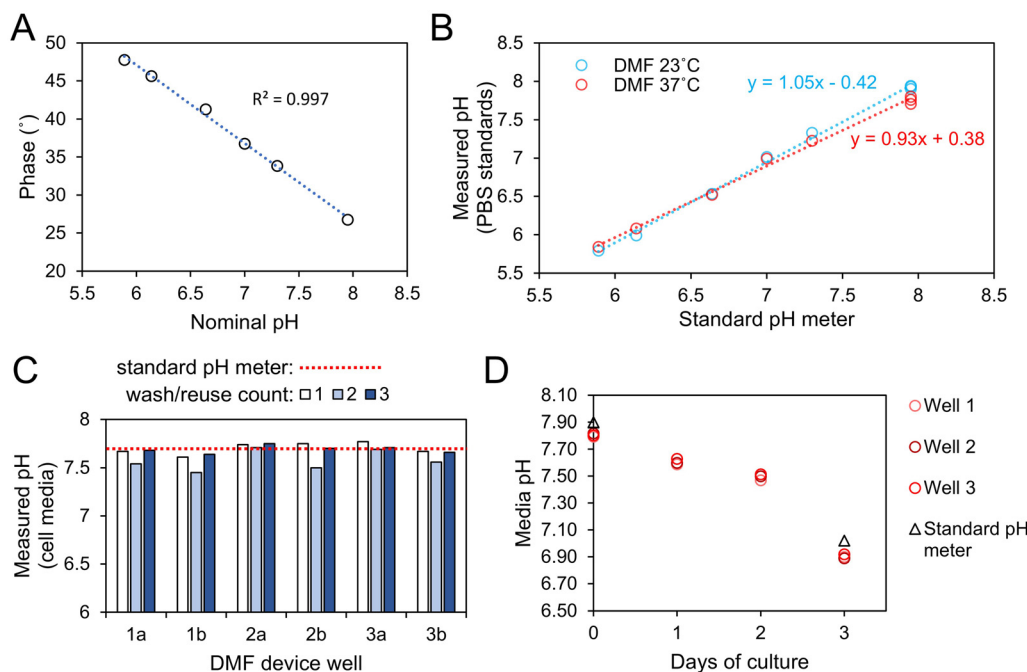 A
50
45
40
35
30
25
20
Phase (˚)
R² = 0.997
5.5 6 6.5 7 7.5 8 8.5
Nominal pH
B
8.5
8
7.5
7
6.5
6
5.5
Measured pH
(PBS standards)
DMF 23˚C
DMF 37˚C
y = 1.05x - 0.42
y = 0.93x + 0.38
5.5 6 6.5 7 7.5 8 8.5
Standard pH meter
C
standard pH meter:
wash/reuse count: 1 2 3
8
7.5
7
6.5
6
Measured pH
(cell media)
1a 1b 2a 2b 3a 3b
DMF device well
D
8.10
7.90
7.70
7.50
7.30
7.10
6.90
6.70
6.50
Media pH
0 1 2 3
Days of culture
Well 1
Well 2
Well 3
Standard pH
meter